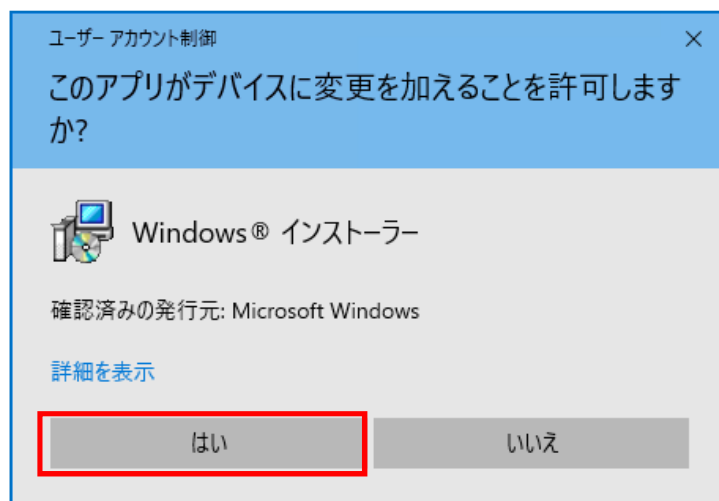 ユーザー アカウント制御
このアプリがデバイスに変更を加えることを許可します
か?
Windows® インストーラー
確認済みの発行元: Microsoft Windows
詳細を表示
はい
いいえ